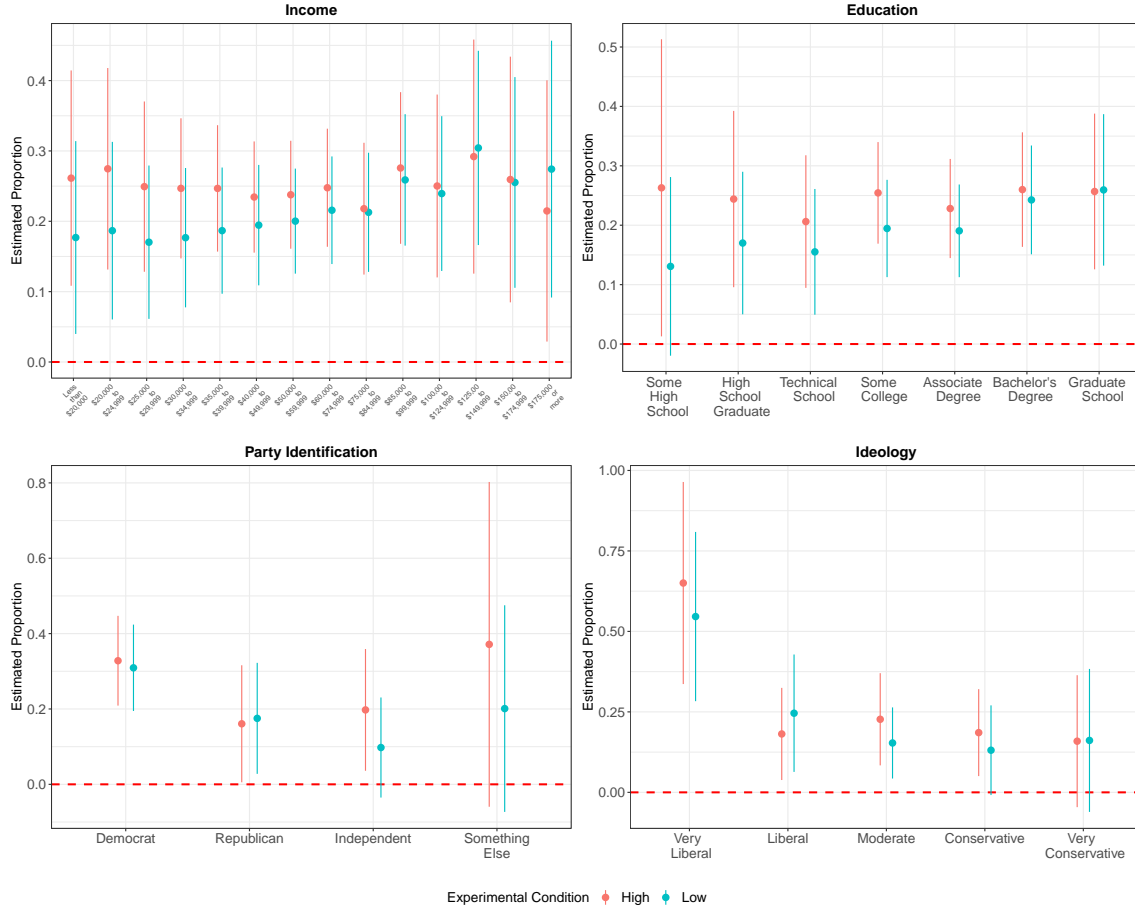 Income
Estimated Proportion
0.4
0.3
0.2
0.1
0.0
Less
than
$20,000
$20,000
to
$24,999
$25,000
to
$29,999
$30,000
to
$34,999
$35,000
to
$39,999
$40,000
to
$49,999
$50,000
to
$59,999
$60,000
to
$74,999
$75,000
to
$84,999
$85,000
to
$99,999
$100,00
to
$124,999
$125,00
to
$149,999
$150,00
to
$174,999
$175,000
or
more
Education
Estimated Proportion
0.5
0.4
0.3
0.2
0.1
0.0
Some
High
School
High
School
Graduate
Technical
School
Some
College
Associate
Degree
Bachelor's
Degree
Graduate
School
Party Identification
Estimated Proportion
0.8
0.6
0.4
0.2
0.0
Democrat
Republican
Independent
Something
Else
Ideology
Estimated Proportion
1.00
0.75
0.50
0.25
0.00
Very
Liberal
Liberal
Moderate
Conservative
Very
Conservative
Experimental Condition High Low